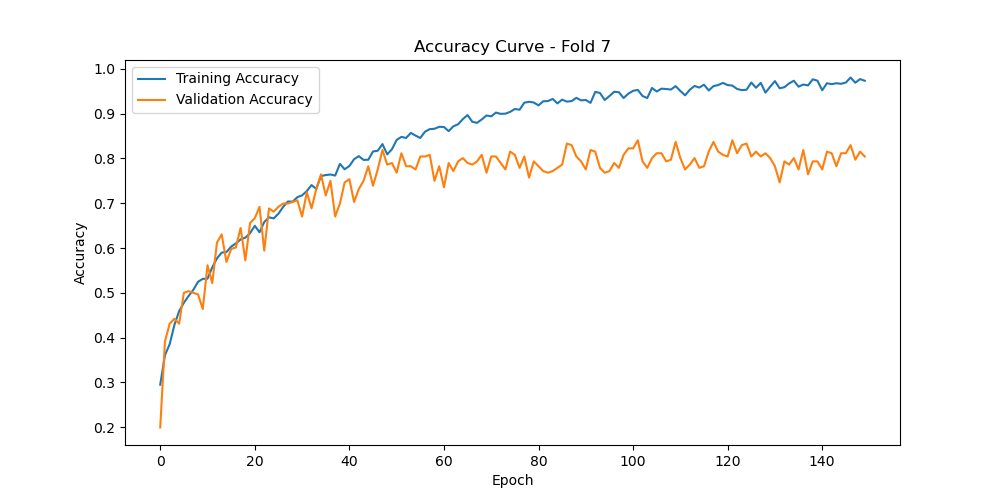 Accuracy Curve - Fold 7
Training Accuracy
Validation Accuracy
1.0
0.9
0.8
0.7
0.6
0.5
0.4
0.3
0.2
Accuracy
0 20 40 60 80 100 120 140
Epoch